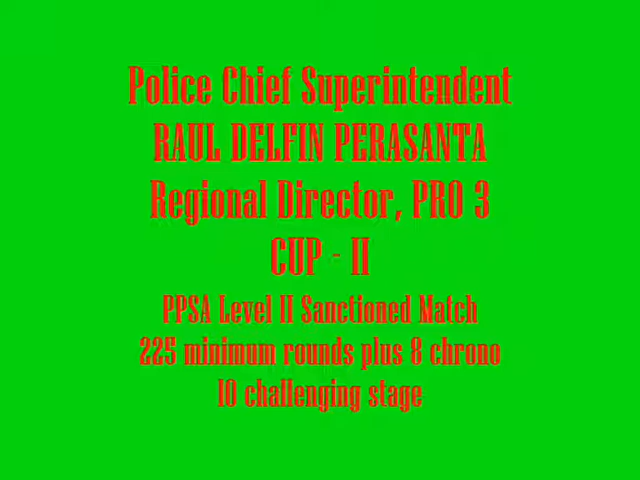 Police Chief Superintendent
RAUL DELFIN PERASANTA
Regional Director, PRO 3
CUP - II
PPSA Level II Sanctioned Match
225 minimum rounds plus 8 chrono
10 challenging stage